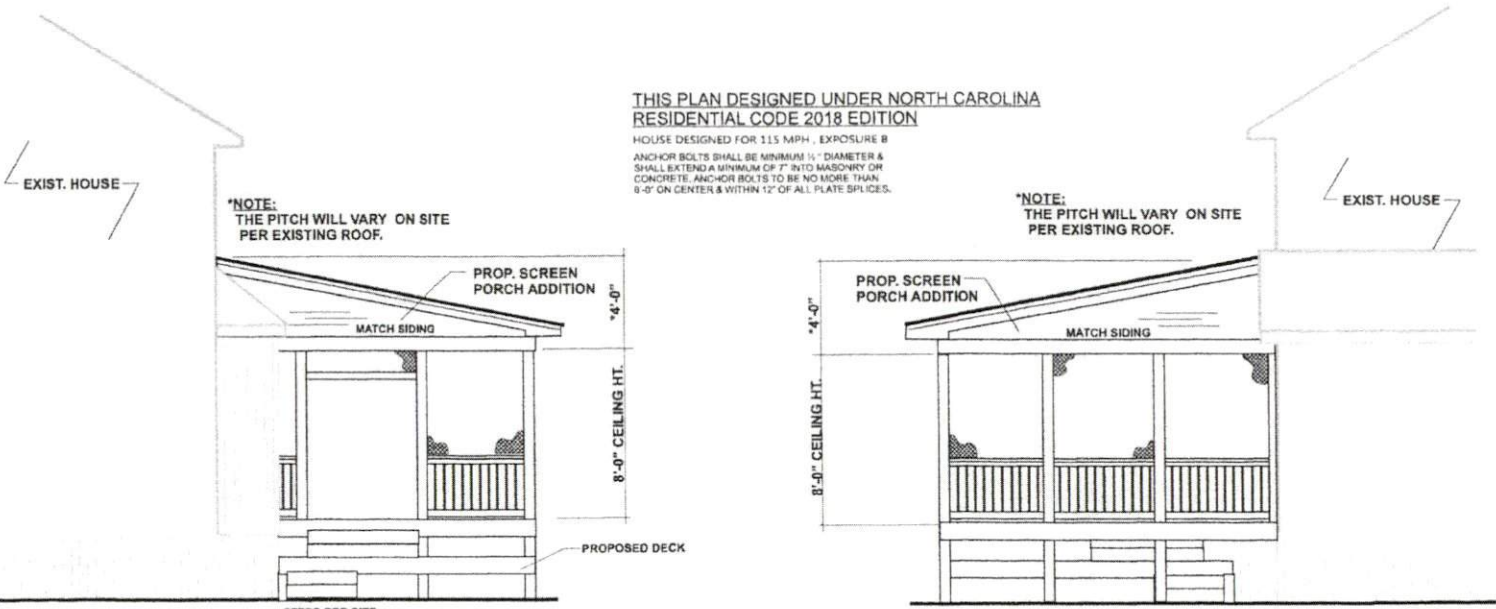 THIS PLAN DESIGNED UNDER NORTH CAROLINA
RESIDENTIAL CODE 2018 EDITION
HOUSE DESIGNED FOR 115 MPH , EXPOSURE B
ANCHOR BOLTS SHALL BE MINIMUM ½" DIAMETER &
SHALL EXTEND A MINIMUM OF 7" INTO MASONRY OR
CONCRETE. ANCHOR BOLTS TO BE NO MORE THAN
6'-0" ON CENTER & WITHIN 12" OF ALL PLATE SPLICES.
EXIST. HOUSE
*NOTE:
THE PITCH WILL VARY ON SITE
PER EXISTING ROOF.
PROP. SCREEN
PORCH ADDITION
MATCH SIDING
*4'-0"
8'-0" CEILING HT.
PROPOSED DECK
*NOTE:
THE PITCH WILL VARY ON SITE
PER EXISTING ROOF.
EXIST. HOUSE
PROP. SCREEN
PORCH ADDITION
MATCH SIDING
*4'-0"
8'-0" CEILING HT.